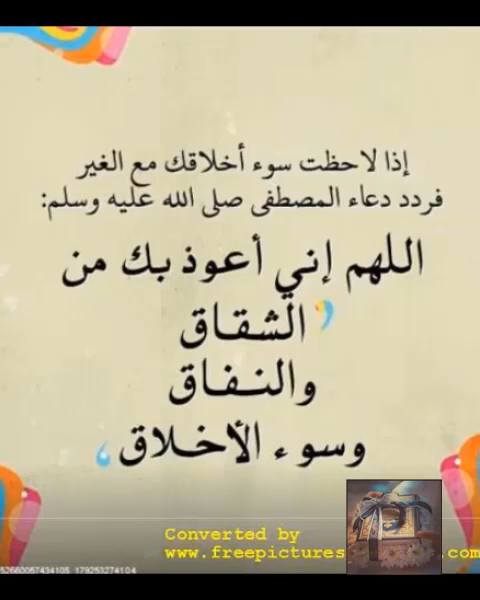 إذا لاحظت سوء أخلاقك مع الغير
فردد دعاء المصطفى صلى الله عليه وسلم:
اللهم إني أعوذ بك من
الشقاق
والنفاق
وسوء الأخلاق
Converted by
www.freepictures
.com
52660057434105_179253274104